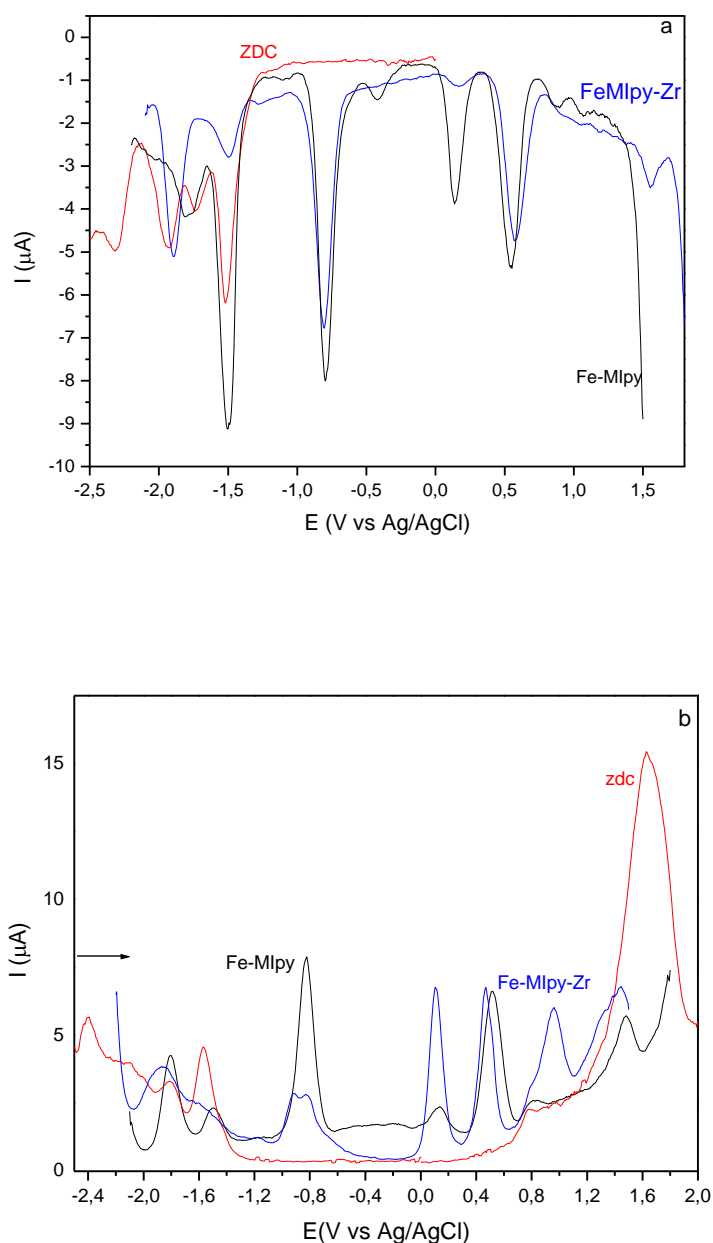 a
0
ZDC
-1
FeMIpy-Zr
-2
-3
-4
-5
I (μA)
-6
-7
-8
Fe-MIpy
-9
-10
-2,5 -2,0 -1,5 -1,0 -0,5 0,0 0,5 1,0 1,5
E (V vs Ag/AgCl)
b
15
zdc
10
I (μA)
Fe-MIpy
Fe-MIpy-Zr
5
0
-2,4 -2,0 -1,6 -1,2 -0,8 -0,4 0,0 0,4 0,8 1,2 1,6 2,0
E(V vs Ag/AgCl)